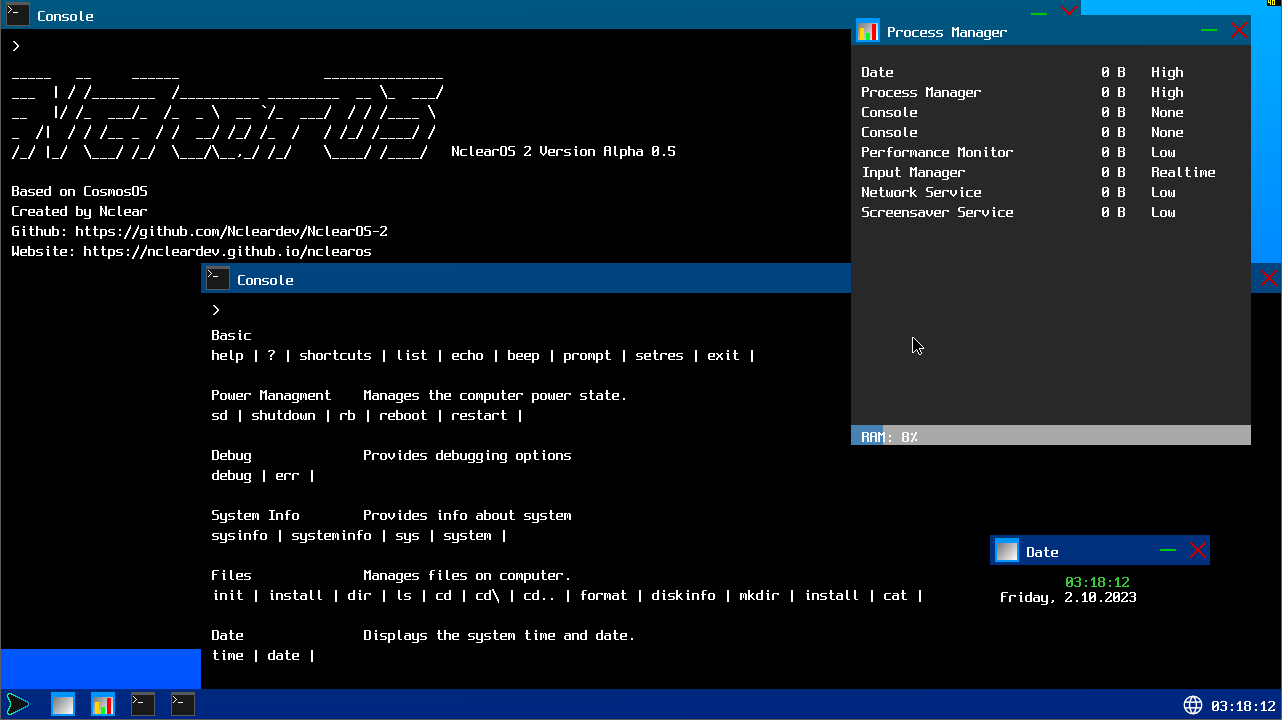 Console
>
NclearOS
NclearOS 2 Version Alpha 0.5
Based on CosmosOS
Created by Nclear
Github: https://github.com/Ncleardev/NclearOS-2
Website: https://ncleardev.github.io/nclearos
Process Manager
Date 0 B High
Process Manager 0 B High
Console 0 B None
Console 0 B None
Performance Monitor 0 B Low
Input Manager 0 B Realtime
Network Service 0 B Low
Screensaver Service 0 B Low
RAM: 8%
Console
>
Basic
help | ? | shortcuts | list | echo | beep | prompt | setres | exit |
Power Managment Manages the computer power state.
sd | shutdown | rb | reboot | restart |
Debug Provides debugging options
debug | err |
System Info Provides info about system
sysinfo | systeminfo | sys | system |
Files Manages files on computer.
init | install | dir | ls | cd | cd\ | cd.. | format | diskinfo | mkdir | install | cat |
Date Displays the system time and date.
time | date |
Date
03:18:12
Friday, 2.10.2023
03:18:12